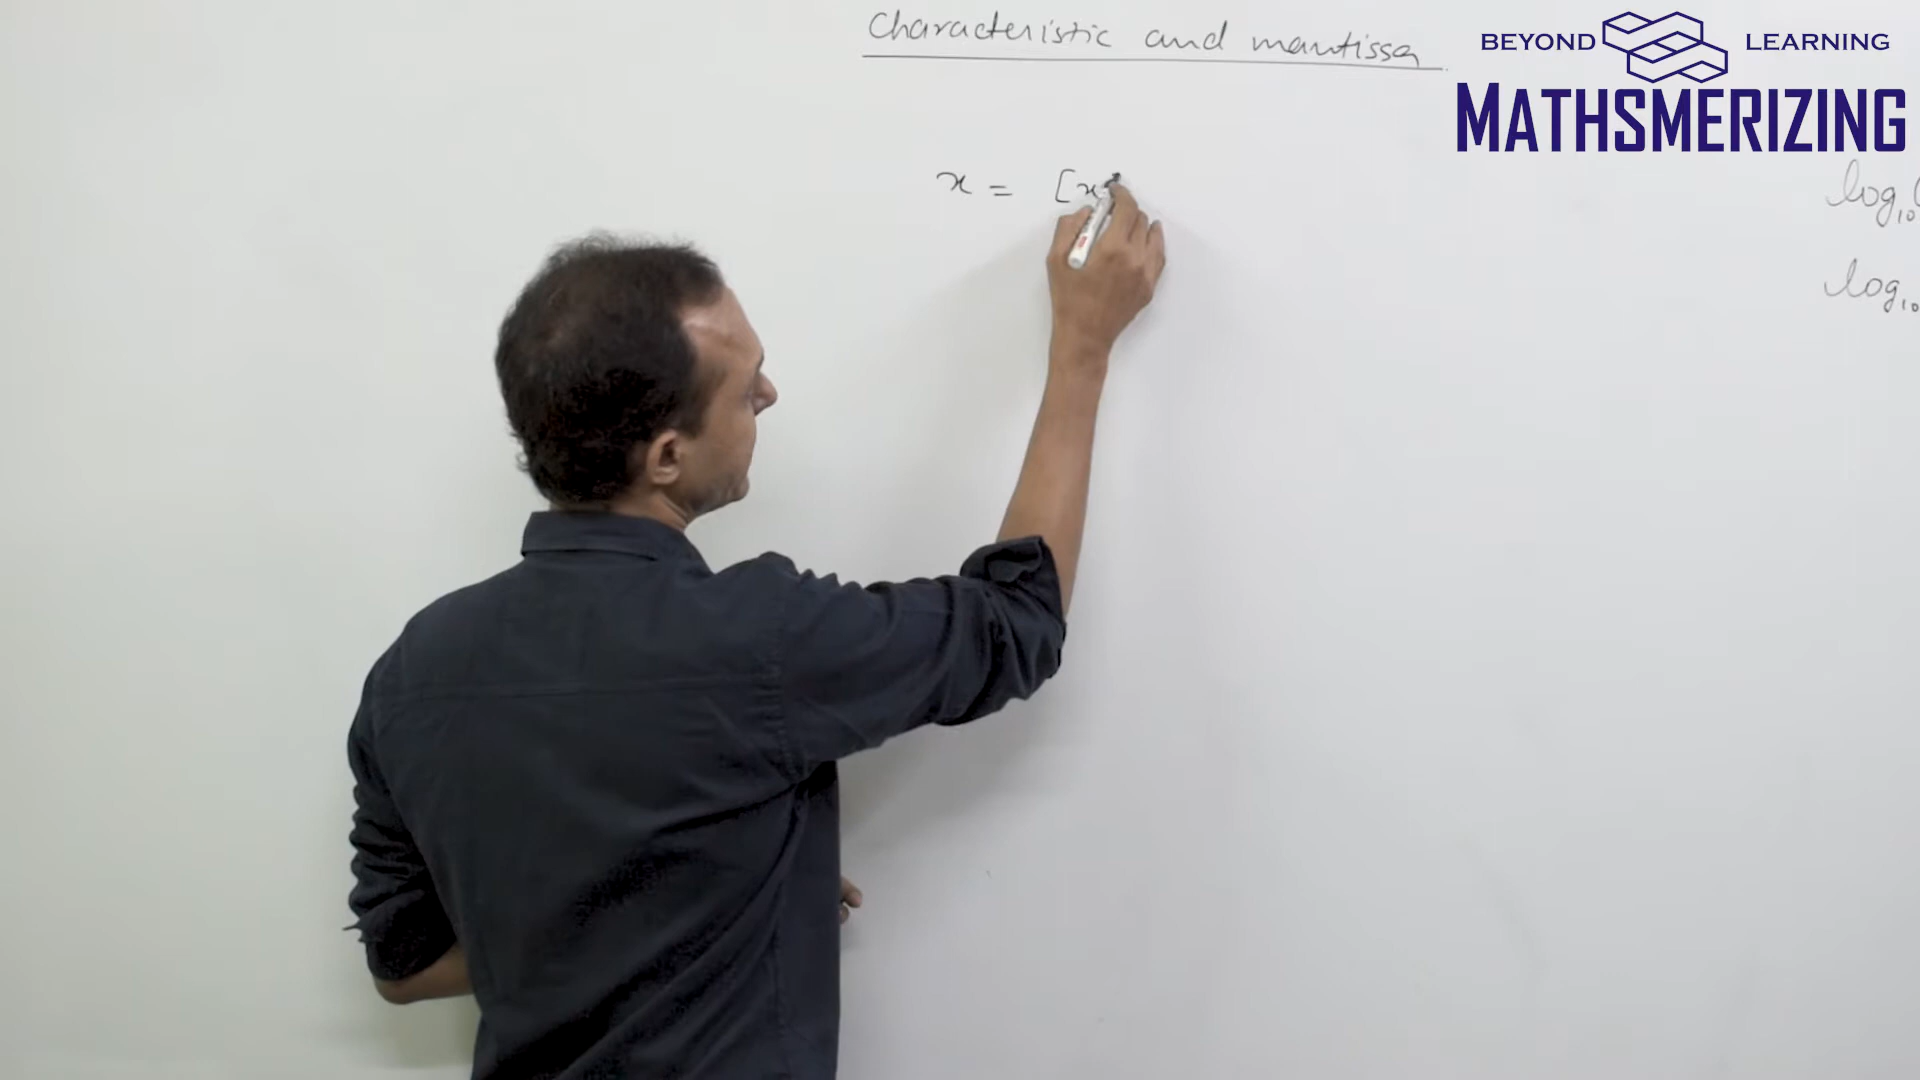 Characteristic and mantissa
BEYOND LEARNING
MATHSMERIZING
x = [x]
log10(
log10